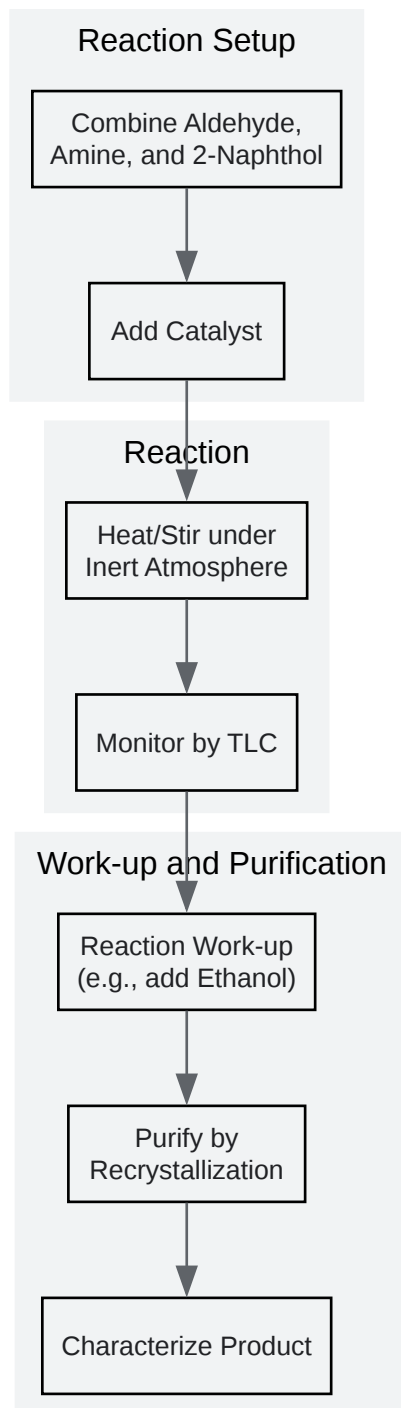 Reaction Setup
Combine Aldehyde,
Amine, and 2-Naphthol
Add Catalyst
Reaction
Heat/Stir under
Inert Atmosphere
Monitor by TLC
Work-up and Purification
Reaction Work-up
(e.g., add Ethanol)
Purify by
Recrystallization
Characterize Product